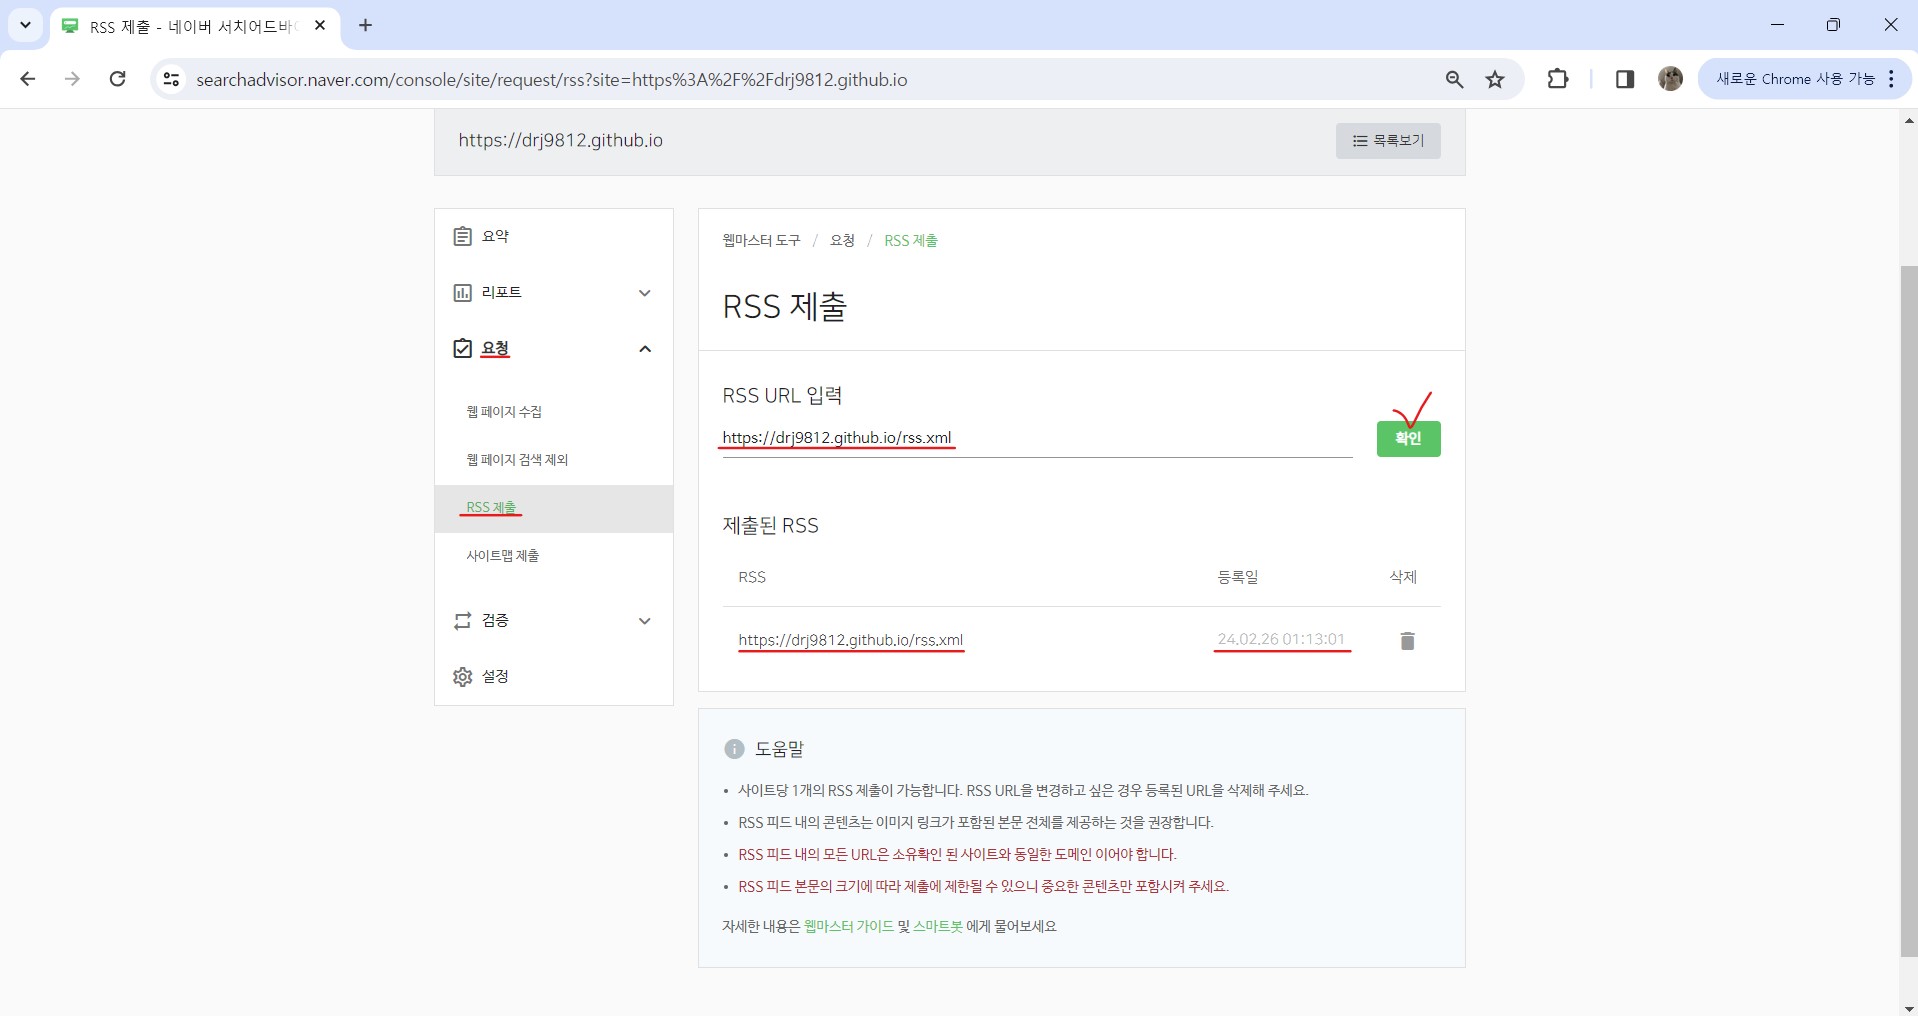 RSS 제출 - 네이버 서치어드바이
searchadvisor.naver.com/console/site/request/rss?site=https%3A%2F%2Fdrj9812.github.io
새로운 Chrome 사용 가능
https://drj9812.github.io
목록보기
요약
리포트
요청
웹 페이지 수집
웹 페이지 검색 제외
RSS 제출
사이트맵 제출
검증
설정
웹마스터 도구 / 요청 / RSS 제출
RSS 제출
RSS URL 입력
https://drj9812.github.io/rss.xml
확인
제출된 RSS
RSS 등록일 삭제
https://drj9812.github.io/rss.xml 24.02.26 01:13:01
도움말
• 사이트당 1개의 RSS 제출이 가능합니다. RSS URL을 변경하고 싶은 경우 등록된 URL을 삭제해 주세요.
• RSS 피드 내의 콘텐츠는 이미지 링크가 포함된 본문 전체를 제공하는 것을 권장합니다.
• RSS 피드 내의 모든 URL은 소유확인 된 사이트와 동일한 도메인 이어야 합니다.
• RSS 피드 본문의 크기에 따라 제출에 제한될 수 있으니 중요한 콘텐츠만 포함시켜 주세요.
자세한 내용은 웹마스터 가이드 및 스마트봇 에게 물어보세요